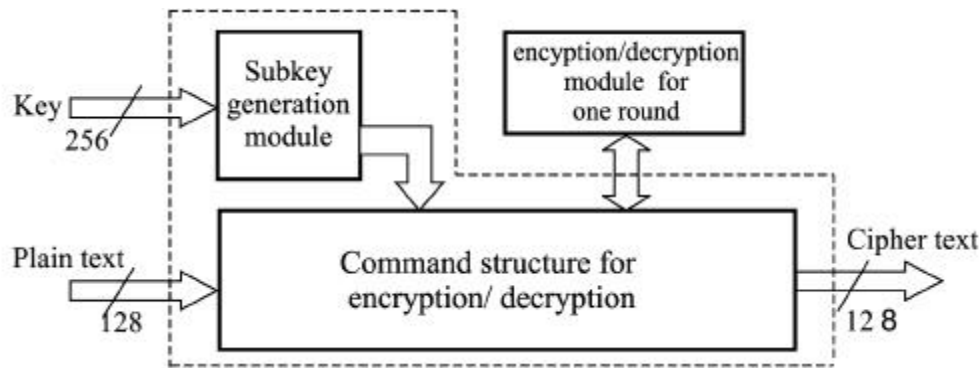 Subkey
generation
module
encyption/decryption
module for
one round
Key
256
Plain text
128
Command structure for
encryption/ decryption
Cipher text
12 8